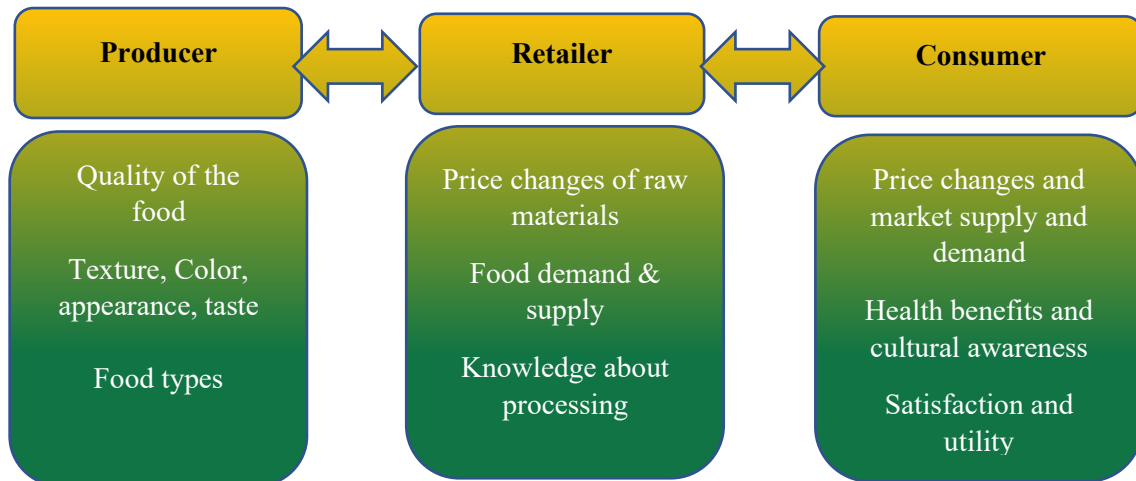 Producer
Retailer
Consumer
Quality of the
food
Texture, Color,
appearance, taste
Food types
Price changes of raw
materials
Food demand &
supply
Knowledge about
processing
Price changes and
market supply and
demand
Health benefits and
cultural awareness
Satisfaction and
utility